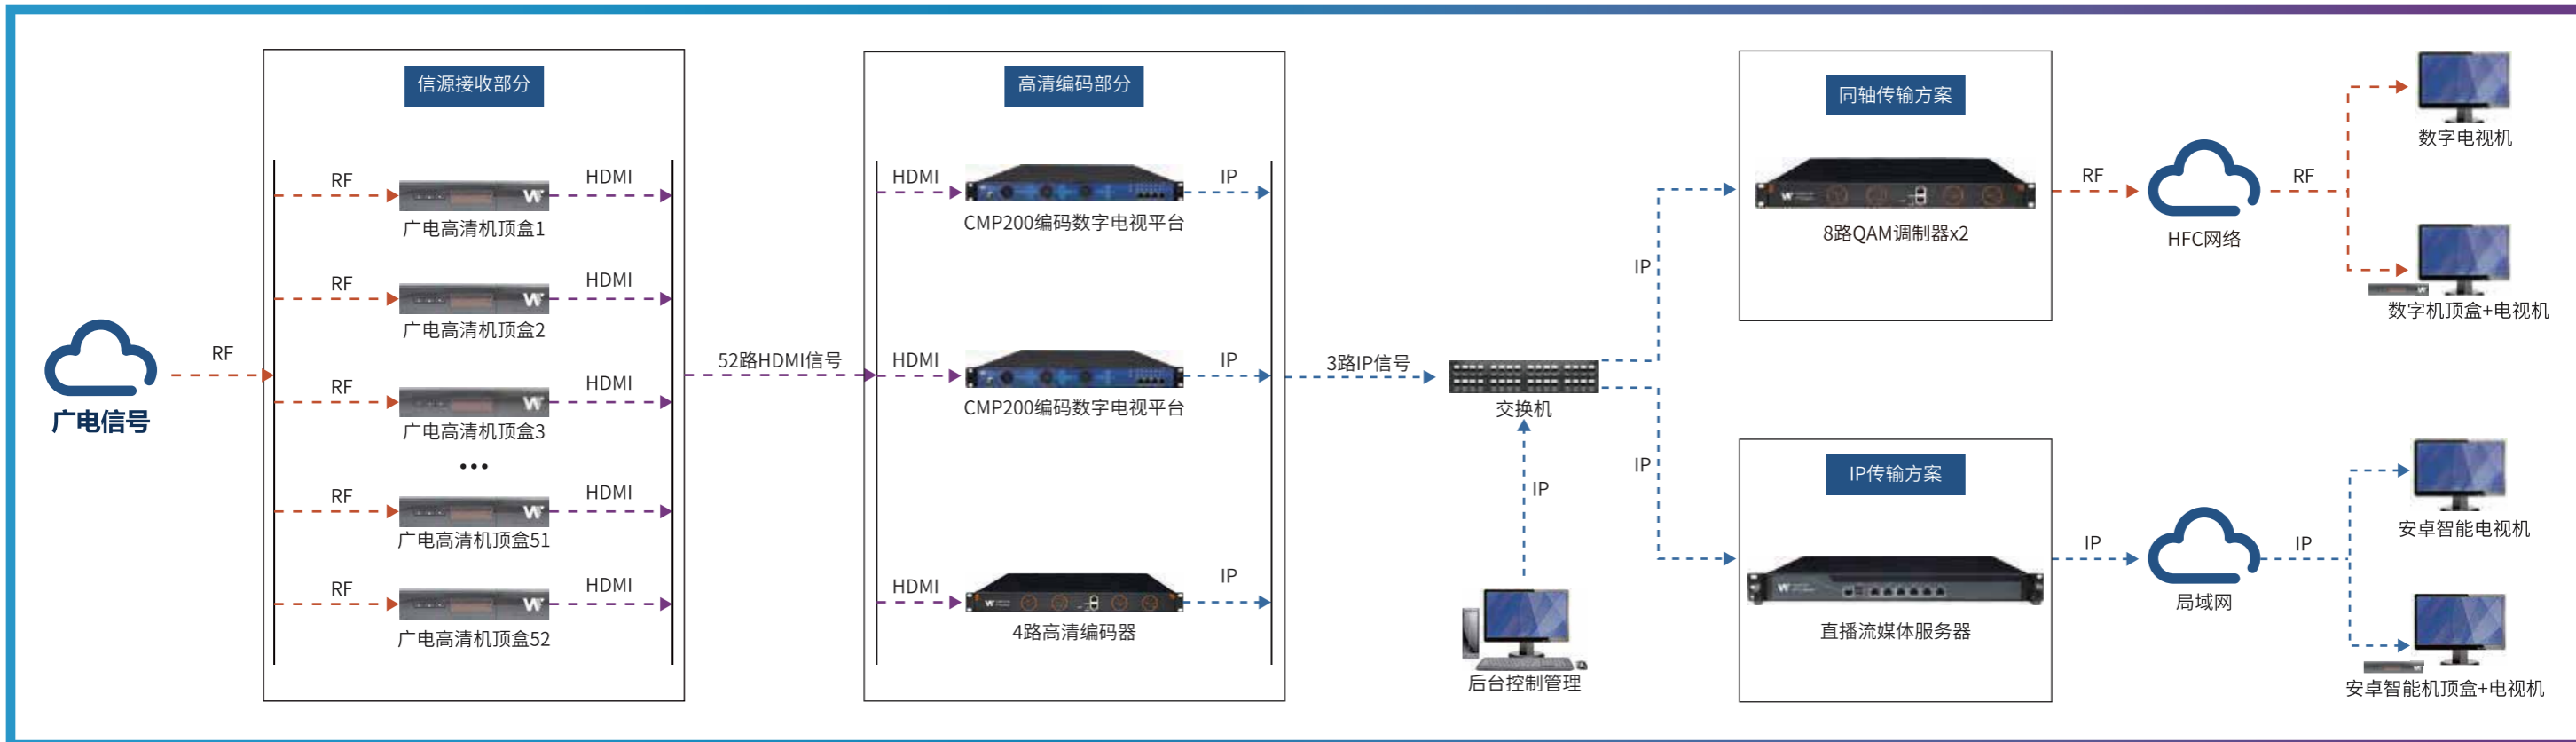 广电信号
RF
信源接收部分
RF
HDMI
广电高清机顶盒1
RF
HDMI
广电高清机顶盒2
RF
HDMI
广电高清机顶盒3
...
RF
HDMI
广电高清机顶盒51
RF
HDMI
广电高清机顶盒52
52路HDMI信号
高清编码部分
HDMI
IP
CMP200编码数字电视平台
HDMI
IP
CMP200编码数字电视平台
HDMI
IP
4路高清编码器
3路IP信号
交换机
IP
后台控制管理
IP
IP
同轴传输方案
8路QAM调制器x2
RF
HFC网络
RF
数字电视机
数字机顶盒+电视机
IP传输方案
直播流媒体服务器
IP
局域网
IP
安卓智能电视机
安卓智能机顶盒+电视机